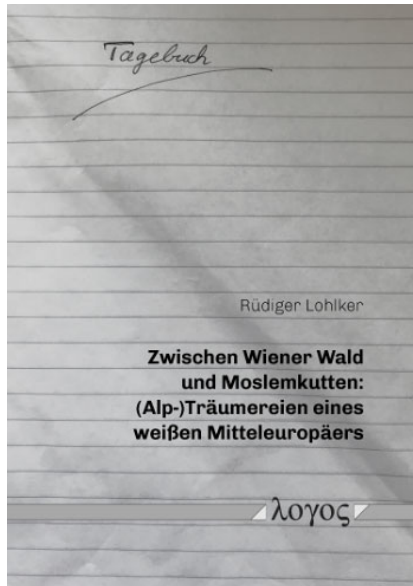 Tagebuch
Rüdiger Lohlker
Zwischen Wiener Wald
und Moslemkutten:
(Alp-)Träumereien eines
weißen Mitteleuropäers
λογος